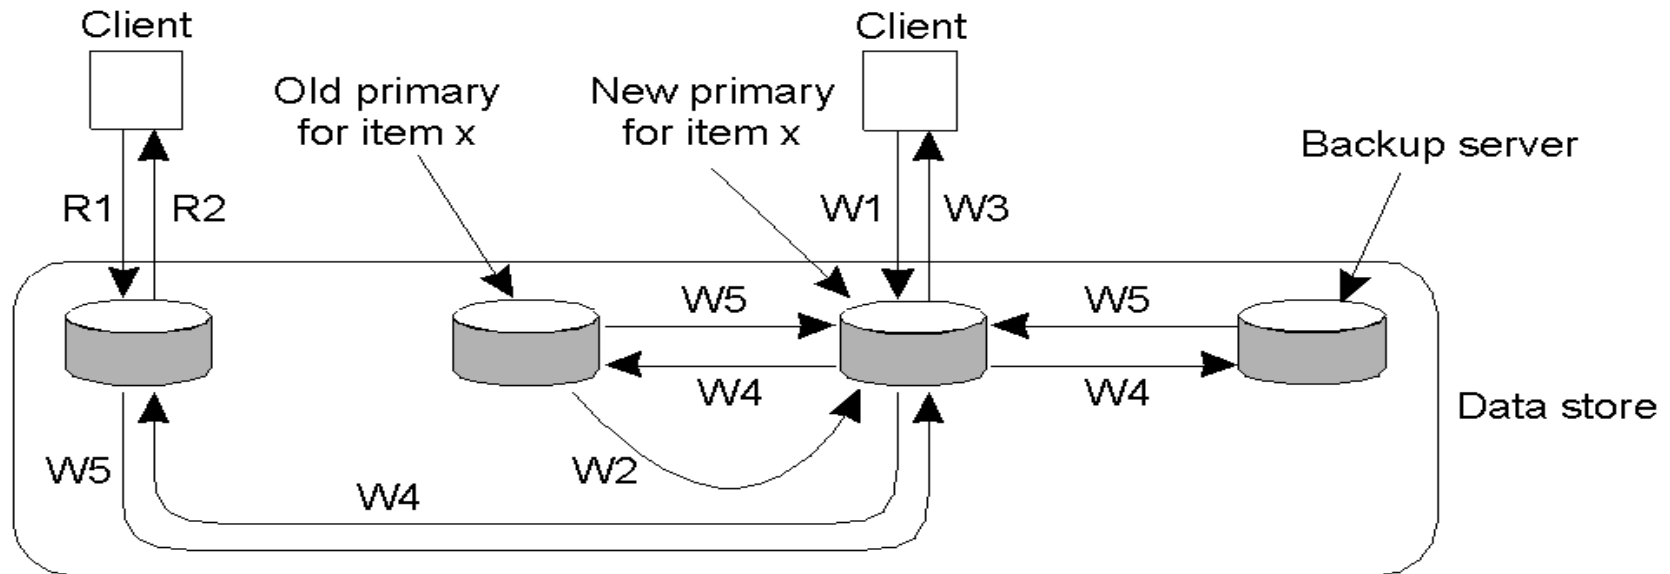 Client
Client
Old primary
for item x
New primary
for item x
Backup server
R1
R2
W1
W3
W5
W5
W4
W4
Data store
W5
W2
W4